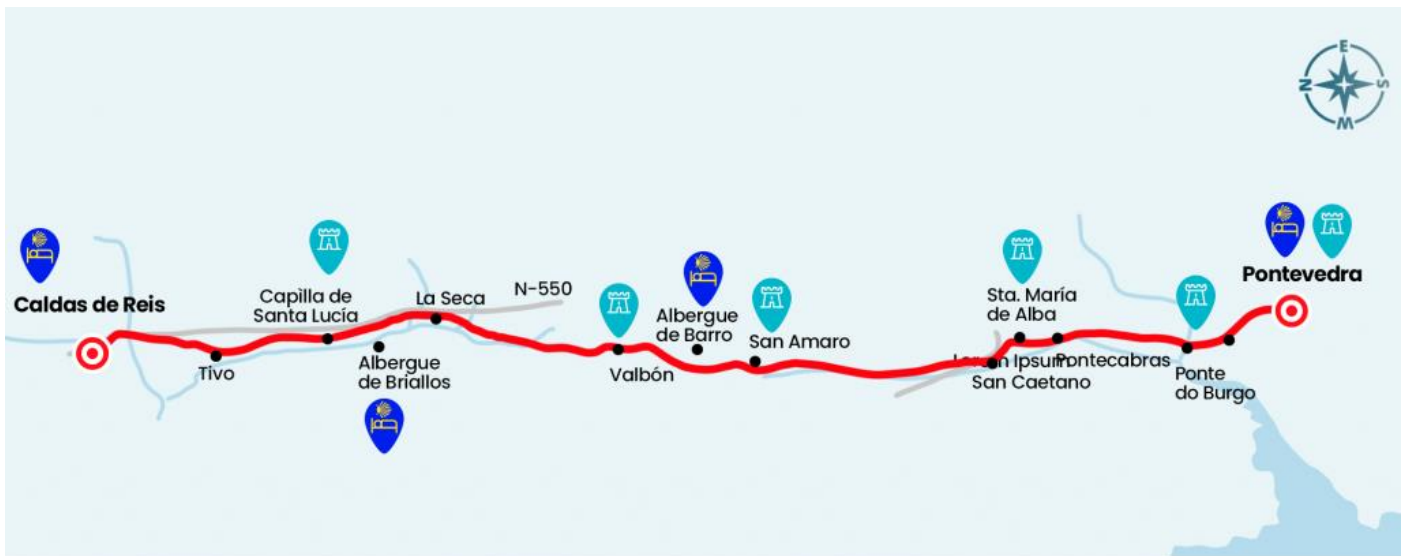 E
N
S
W
Caldas de Reis
Tivo
Capilla de
Santa Lucía
Albergue
de Briallos
La Seca
N-550
Valbón
Albergue
de Barro
San Amaro
Sta. María
de Alba
Ipsum
San Caetano
Pontecabras
Ponte
do Burgo
Pontevedra